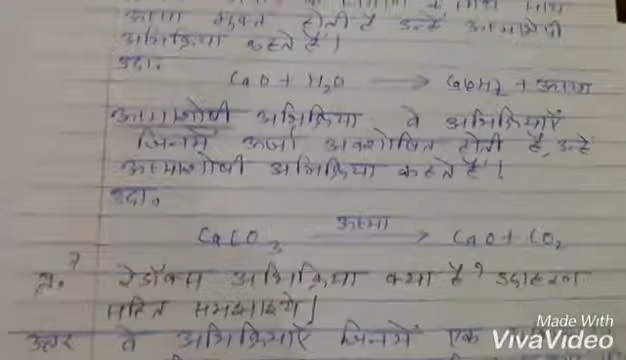 ऊष्मा मुक्त होती है उन्हें ऊष्माक्षेपी
अभिक्रिया कहते हैं।
उदा.
CaO + H₂O ⟶ Ca(OH)₂ + ऊष्मा
ऊष्माशोषी अभिक्रिया वे अभिक्रियाएँ
जिनमें ऊर्जा अवशोषित होती है, उन्हें
ऊष्माशोषी अभिक्रिया कहते हैं।
उदा.
CaCO₃ ऊष्मा ⟶ CaO + CO₂
प्र. 7 रेडॉक्स अभिक्रिया क्या है? उदाहरण
सहित समझाइये।
उत्तर वे अभिक्रियाएँ जिनमें एक
Made With
VivaVideo